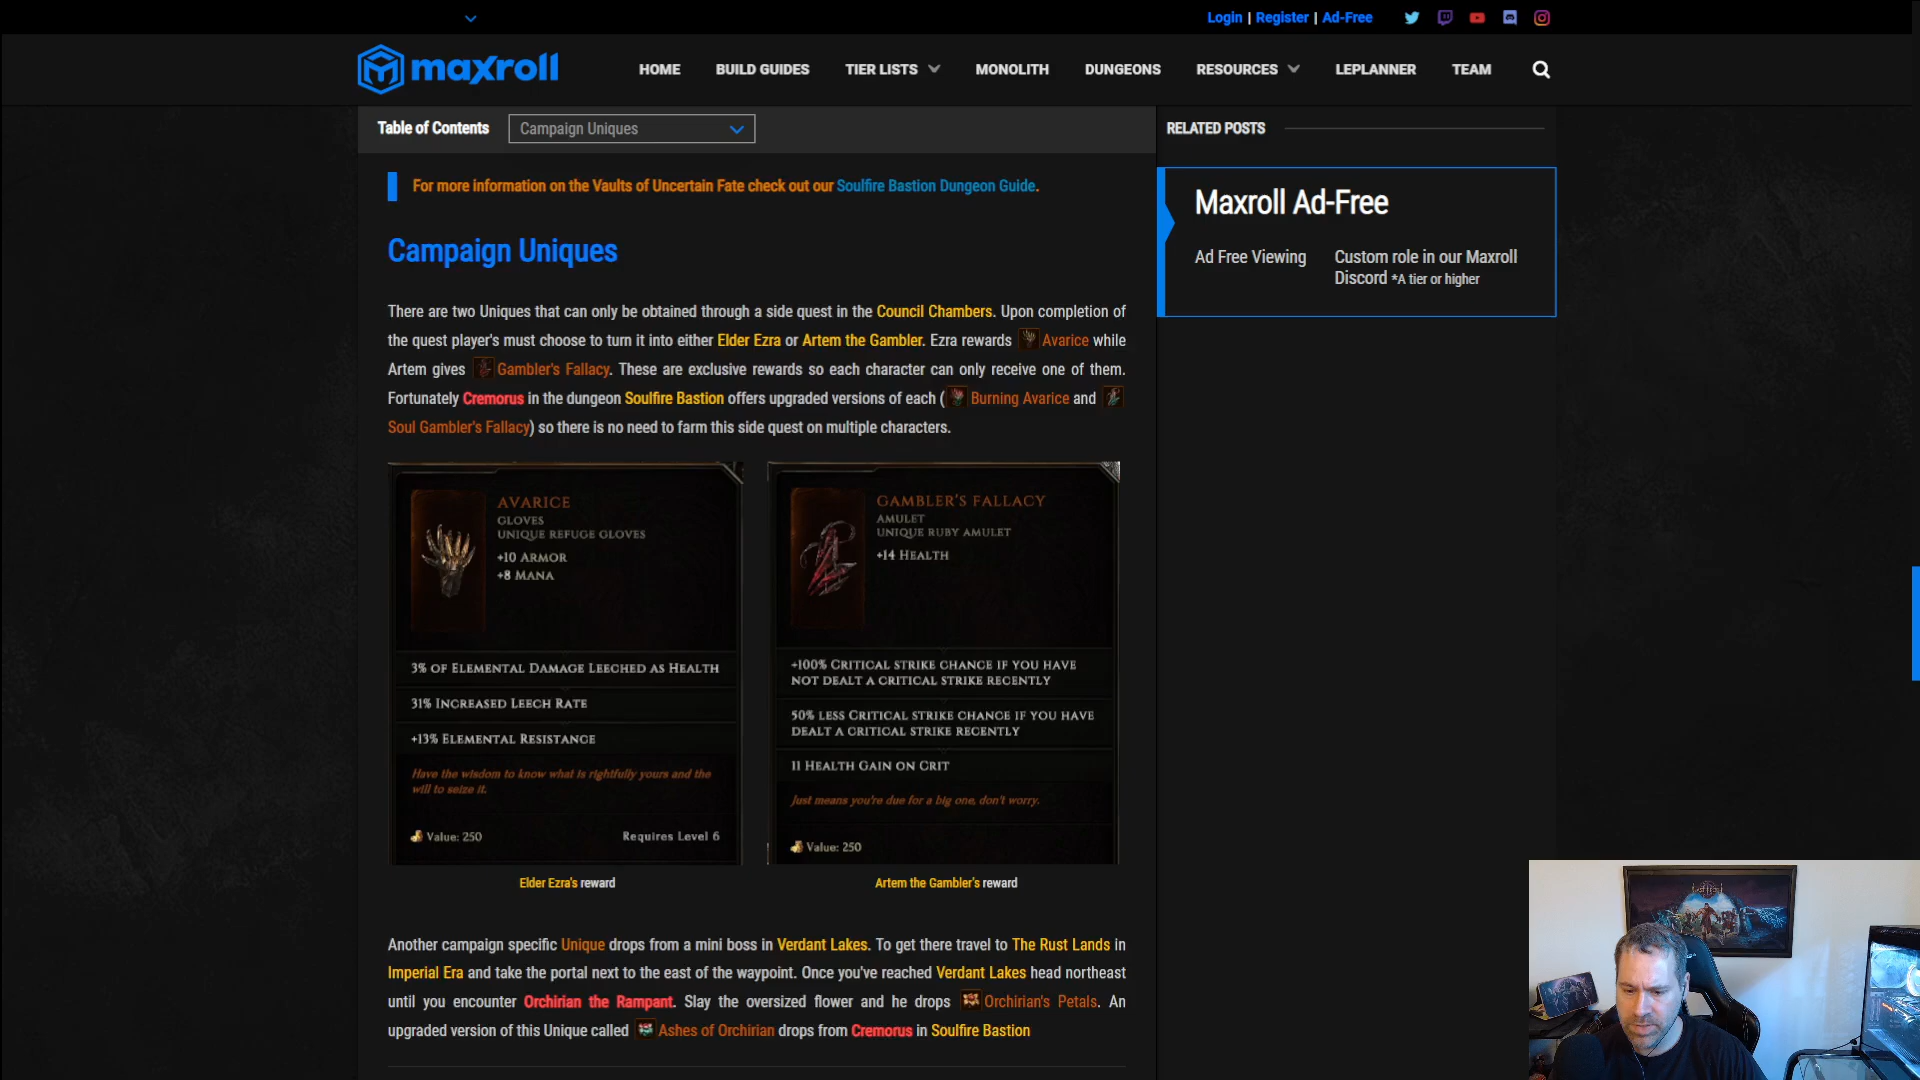 Login | Register | Ad-Free
maxroll
HOME BUILD GUIDES TIER LISTS MONOLITH DUNGEONS RESOURCES LEPLANNER TEAM
Table of Contents Campaign Uniques
RELATED POSTS
For more information on the Vaults of Uncertain Fate check out our Soulfire Bastion Dungeon Guide.
Maxroll Ad-Free
Ad Free Viewing
Custom role in our Maxroll
Discord *A tier or higher
Campaign Uniques
There are two Uniques that can only be obtained through a side quest in the Council Chambers. Upon completion of
the quest player's must choose to turn it into either Elder Ezra or Artem the Gambler. Ezra rewards Avarice while
Artem gives Gambler's Fallacy. These are exclusive rewards so each character can only receive one of them.
Fortunately Cremorus in the dungeon Soulfire Bastion offers upgraded versions of each ( Burning Avarice and
Soul Gambler's Fallacy) so there is no need to farm this side quest on multiple characters.
AVARICE
GLOVES
UNIQUE REFUGE GLOVES
+10 ARMOR
+8 MANA
3% OF ELEMENTAL DAMAGE LEECHED AS HEALTH
31% INCREASED LEECH RATE
+13% ELEMENTAL RESISTANCE
Have the wisdom to know what is rightfully yours and the
will to seize it.
Value: 250 Requires Level 6
Elder Ezra's reward
GAMBLER'S FALLACY
AMULET
UNIQUE RUBY AMULET
+14 HEALTH
+100% CRITICAL STRIKE CHANCE IF YOU HAVE
NOT DEALT A CRITICAL STRIKE RECENTLY
50% LESS CRITICAL STRIKE CHANCE IF YOU HAVE
DEALT A CRITICAL STRIKE RECENTLY
11 HEALTH GAIN ON CRIT
Just means you're due for a big one, don't worry.
Value: 250
Artem the Gambler's reward
Another campaign specific Unique drops from a mini boss in Verdant Lakes. To get there travel to The Rust Lands in
Imperial Era and take the portal next to the east of the waypoint. Once you've reached Verdant Lakes head northeast
until you encounter Orchirian the Rampant. Slay the oversized flower and he drops Orchirian's Petals. An
upgraded version of this Unique called Ashes of Orchirian drops from Cremorus in Soulfire Bastion